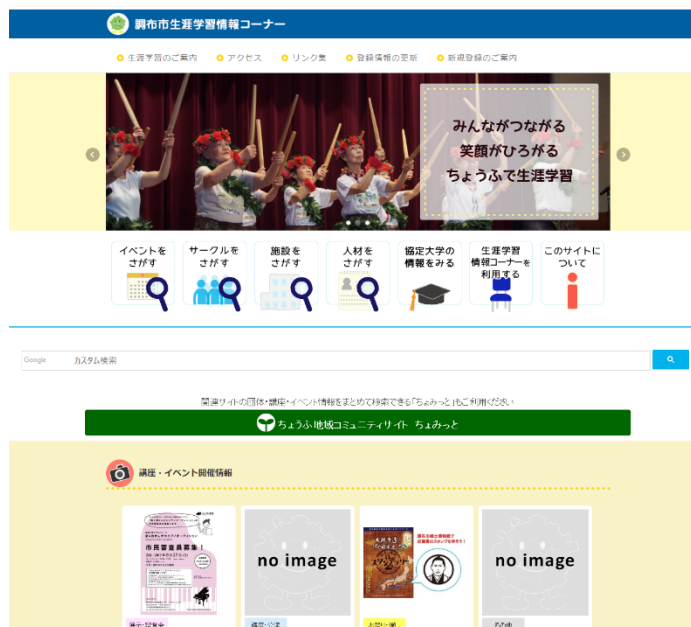 調布市生涯学習情報コーナー
生涯学習のご案内 アクセス リンク集 登録情報の更新 新規登録のご案内
みんながつながる
笑顔がひろがる
ちょうふで生涯学習
イベントを
さがす
サークルを
さがす
施設を
さがす
人材を
さがす
協定大学の
情報をみる
生涯学習
情報コーナーを
利用する
このサイトに
ついて
Google カスタム検索
関連サイトの団体・講座・イベント情報をまとめて検索できる「ちょみっと」もご利用ください
ちょうふ地域コミュニティサイト ちょみっと
講座・イベント開催情報
市民審査員募集!
no image
no image